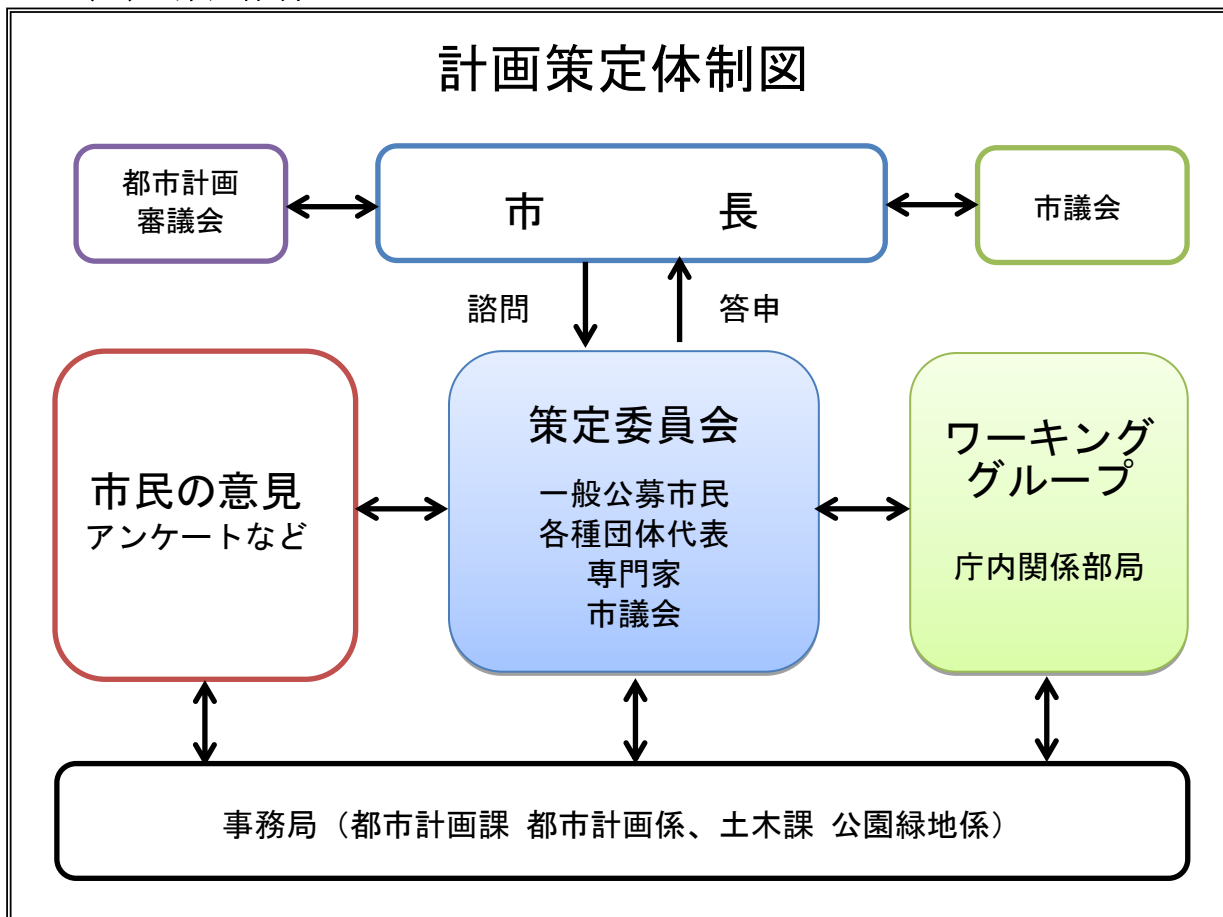 計画策定体制図
都市計画
審議会
市 長
市議会
諮問
答申
市民の意見
アンケートなど
策定委員会
一般公募市民
各種団体代表
専門家
市議会
ワーキング
グループ
庁内関係部局
事務局（都市計画課 都市計画係、土木課 公園緑地係）